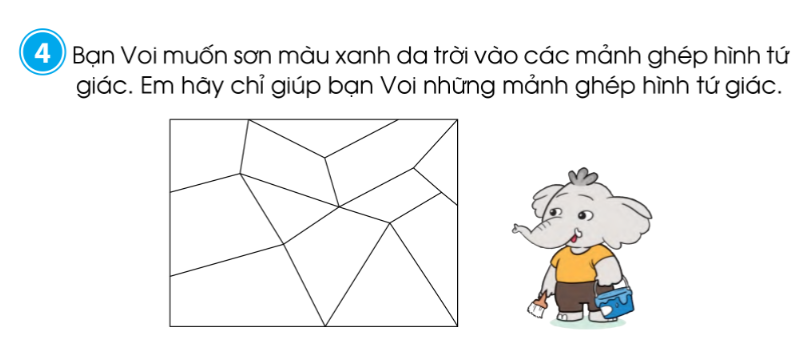 4 Bạn Voi muốn sơn màu xanh da trời vào các mảnh ghép hình tứ
giác. Em hãy chỉ giúp bạn Voi những mảnh ghép hình tứ giác.